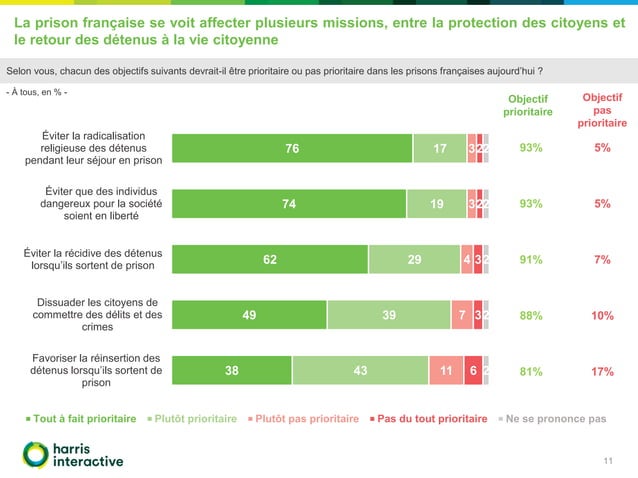 La prison française se voit affecter plusieurs missions, entre la protection des citoyens et
le retour des détenus à la vie citoyenne
Selon vous, chacun des objectifs suivants devrait-il être prioritaire ou pas prioritaire dans les prisons françaises aujourd'hui ?
- À tous, en % -
Objectif
prioritaire
Objectif
pas
prioritaire
Éviter la radicalisation
religieuse des détenus
pendant leur séjour en prison
76 17 3 2 2 93% 5%
Éviter que des individus
dangereux pour la société
soient en liberté
74 19 3 2 2 93% 5%
Éviter la récidive des détenus
lorsqu'ils sortent de prison
62 29 4 3 2 91% 7%
Dissuader les citoyens de
commettre des délits et des
crimes
49 39 7 3 2 88% 10%
Favoriser la réinsertion des
détenus lorsqu'ils sortent de
prison
38 43 11 6 2 81% 17%
Tout à fait prioritaire Plutôt prioritaire Plutôt pas prioritaire Pas du tout prioritaire Ne se prononce pas
harris
interactive
11